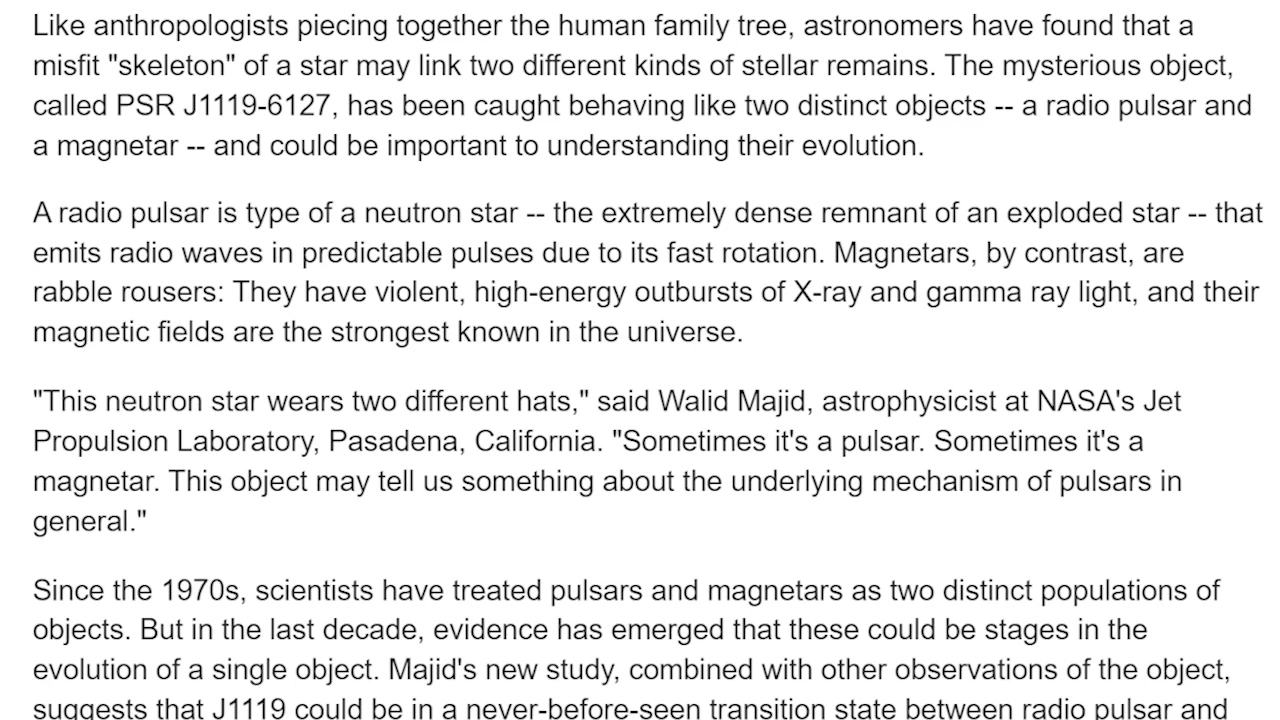 Like anthropologists piecing together the human family tree, astronomers have found that a
misfit "skeleton" of a star may link two different kinds of stellar remains. The mysterious object,
called PSR J1119-6127, has been caught behaving like two distinct objects -- a radio pulsar and
a magnetar -- and could be important to understanding their evolution.
A radio pulsar is type of a neutron star -- the extremely dense remnant of an exploded star -- that
emits radio waves in predictable pulses due to its fast rotation. Magnetars, by contrast, are
rabble rousers: They have violent, high-energy outbursts of X-ray and gamma ray light, and their
magnetic fields are the strongest known in the universe.
"This neutron star wears two different hats," said Walid Majid, astrophysicist at NASA's Jet
Propulsion Laboratory, Pasadena, California. "Sometimes it's a pulsar. Sometimes it's a
magnetar. This object may tell us something about the underlying mechanism of pulsars in
general."
Since the 1970s, scientists have treated pulsars and magnetars as two distinct populations of
objects. But in the last decade, evidence has emerged that these could be stages in the
evolution of a single object. Majid's new study, combined with other observations of the object,
suggests that J1119 could be in a never-before-seen transition state between radio pulsar and